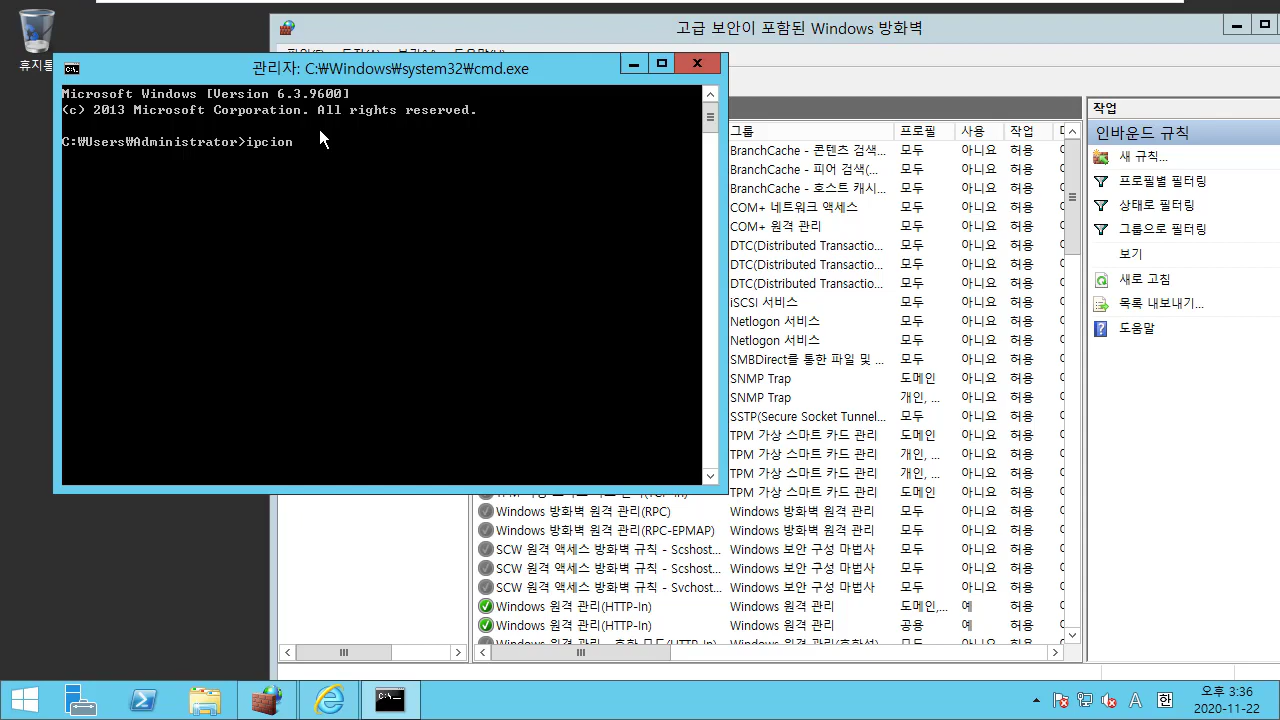 휴지통
고급 보안이 포함된 Windows 방화벽
관리자: C:₩Windows₩system32₩cmd.exe
Microsoft Windows [Version 6.3.9600]
(c) 2013 Microsoft Corporation. All rights reserved.
C:₩Users₩Administrator>ipcion
그룹 프로필 사용 작업
BranchCache - 콘텐츠 검색... 모두 아니요 허용
BranchCache - 피어 검색(... 모두 아니요 허용
BranchCache - 호스트 캐시... 모두 아니요 허용
COM+ 네트워크 액세스 모두 아니요 허용
COM+ 원격 관리 모두 아니요 허용
DTC(Distributed Transactio... 모두 아니요 허용
DTC(Distributed Transactio... 모두 아니요 허용
DTC(Distributed Transactio... 모두 아니요 허용
iSCSI 서비스 모두 아니요 허용
Netlogon 서비스 모두 아니요 허용
Netlogon 서비스 모두 아니요 허용
SMBDirect를 통한 파일 및 ... 모두 아니요 허용
SNMP Trap 도메인 아니요 허용
SNMP Trap 개인, ... 아니요 허용
SSTP(Secure Socket Tunnel... 모두 아니요 허용
TPM 가상 스마트 카드 관리 도메인 아니요 허용
TPM 가상 스마트 카드 관리 개인, ... 아니요 허용
TPM 가상 스마트 카드 관리 개인, ... 아니요 허용
TPM 가상 스마트 카드 관리 도메인 아니요 허용
Windows 방화벽 원격 관리(RPC) Windows 방화벽 원격 관리 모두 아니요 허용
Windows 방화벽 원격 관리(RPC-EPMAP) Windows 방화벽 원격 관리 모두 아니요 허용
SCW 원격 액세스 방화벽 규칙 - Scshost... Windows 보안 구성 마법사 모두 아니요 허용
SCW 원격 액세스 방화벽 규칙 - Scshost... Windows 보안 구성 마법사 모두 아니요 허용
SCW 원격 액세스 방화벽 규칙 - Svchost... Windows 보안 구성 마법사 모두 아니요 허용
Windows 원격 관리(HTTP-In) Windows 원격 관리 도메인,... 예 허용
Windows 원격 관리(HTTP-In) Windows 원격 관리 공용 예 허용
작업
인바운드 규칙
새 규칙...
프로필별 필터링
상태로 필터링
그룹으로 필터링
보기
새로 고침
목록 내보내기...
도움말
A 한
오후 3:36
2020-11-22